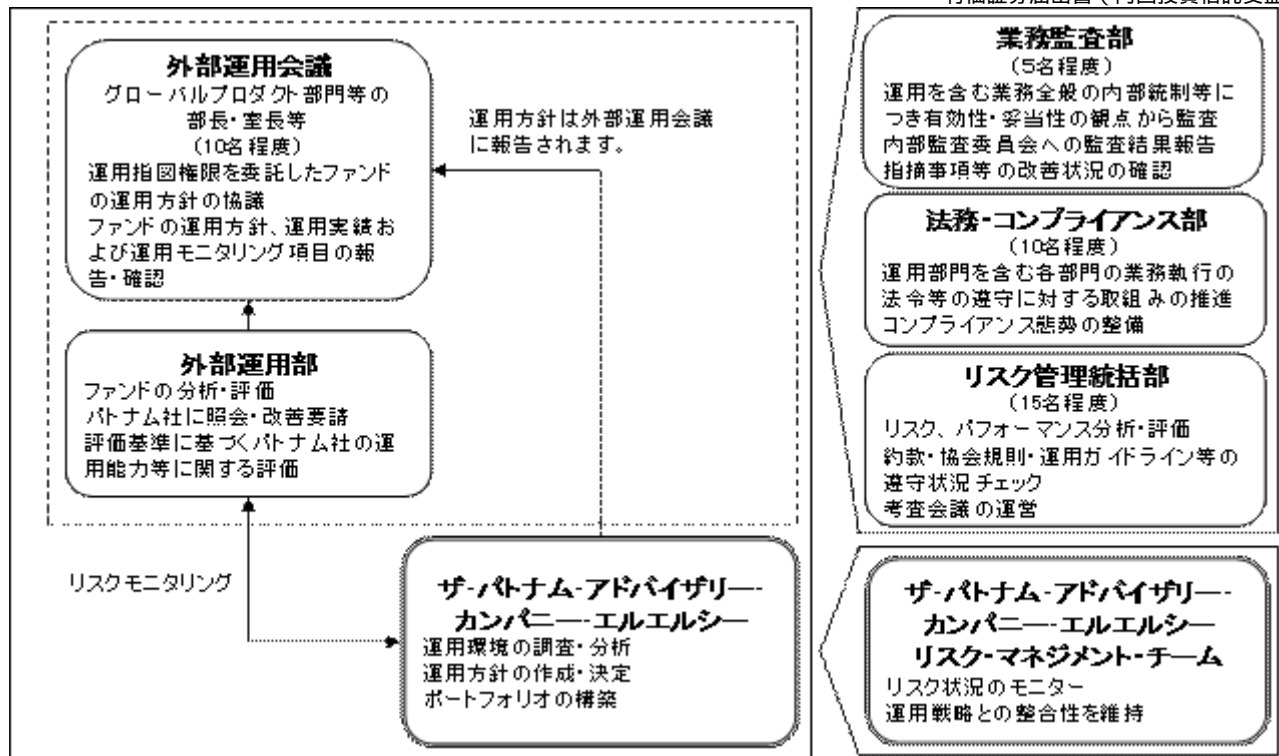 外部運用会議
グローバルプロダクト部門等の
部長・室長等
(10名程度)
運用指図権限を委託したファンド
の運用方針の協議
ファンドの運用方針、運用実績お
よび運用モニタリング項目の報
告・確認
運用方針は外部運用会議
に報告されます。
外部運用部
ファンドの分析・評価
パトナム社に照会・改善要請
評価基準に基づくパトナム社の運
用能力等に関する評価
リスクモニタリング
ザ・パトナム・アドバイザリー・
カンパニー・エルエルシー
運用環境の調査・分析
運用方針の作成・決定
ポートフォリオの構築
業務監査部
(5名程度)
運用を含む業務全般の内部統制等に
つき有効性・妥当性の観点から監査
内部監査委員会への監査結果報告
指摘事項等の改善状況の確認
法務・コンプライアンス部
(10名程度)
運用部門を含む各部門の業務執行の
法令等の遵守に対する取組みの推進
コンプライアンス態勢の整備
リスク管理統括部
(15名程度)
リスク、パフォーマンス分析・評価
約款・協会規則・運用ガイドライン等の
遵守状況チェック
考査会議の運営
ザ・パトナム・アドバイザリー・
カンパニー・エルエルシー
リスク・マネジメント・チーム
リスク状況のモニター
運用戦略との整合性を維持